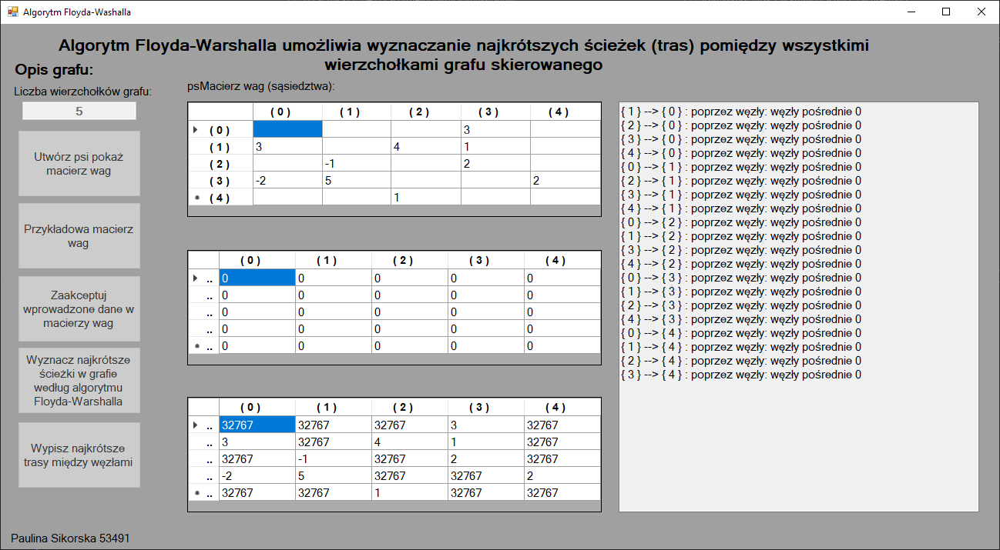 Algorytm Floyda-Washalla
Algorytm Floyda-Warshalla umożliwia wyznaczanie najkrótszych ścieżek (tras) pomiędzy wszystkimi
wierzchołkami grafu skierowanego
Opis grafu:
Liczba wierzchołków grafu:
5
Utwórz psi pokaż
macierz wag
Przykładowa macierz
wag
Zaakceptuj
wprowadzone dane w
macierzy wag
Wyznacz najkrótsze
ścieżki w grafie
według algorytmu
Floyda-Warshalla
Wypisz najkrótsze
trasy między węzłami
Paulina Sikorska 53491
psMacierz wag (sąsiedztwa):
( 0 ) ( 1 ) ( 2 ) ( 3 ) ( 4 )
( 0 ) 3
( 1 ) 3 4 1
( 2 ) -1 2
( 3 ) -2 5 2
* ( 4 ) 1
( 0 ) ( 1 ) ( 2 ) ( 3 ) ( 4 )
.. 0 0 0 0 0
.. 0 0 0 0 0
.. 0 0 0 0 0
.. 0 0 0 0 0
* .. 0 0 0 0 0
( 0 ) ( 1 ) ( 2 ) ( 3 ) ( 4 )
.. 32767 32767 32767 3 32767
.. 3 32767 4 1 32767
.. 32767 -1 32767 2 32767
.. -2 5 32767 32767 2
* .. 32767 32767 1 32767 32767
{ 1 } --> { 0 } : poprzez węzły: węzły pośrednie 0
{ 2 } --> { 0 } : poprzez węzły: węzły pośrednie 0
{ 3 } --> { 0 } : poprzez węzły: węzły pośrednie 0
{ 4 } --> { 0 } : poprzez węzły: węzły pośrednie 0
{ 0 } --> { 1 } : poprzez węzły: węzły pośrednie 0
{ 2 } --> { 1 } : poprzez węzły: węzły pośrednie 0
{ 3 } --> { 1 } : poprzez węzły: węzły pośrednie 0
{ 4 } --> { 1 } : poprzez węzły: węzły pośrednie 0
{ 0 } --> { 2 } : poprzez węzły: węzły pośrednie 0
{ 1 } --> { 2 } : poprzez węzły: węzły pośrednie 0
{ 3 } --> { 2 } : poprzez węzły: węzły pośrednie 0
{ 4 } --> { 2 } : poprzez węzły: węzły pośrednie 0
{ 0 } --> { 3 } : poprzez węzły: węzły pośrednie 0
{ 1 } --> { 3 } : poprzez węzły: węzły pośrednie 0
{ 2 } --> { 3 } : poprzez węzły: węzły pośrednie 0
{ 4 } --> { 3 } : poprzez węzły: węzły pośrednie 0
{ 0 } --> { 4 } : poprzez węzły: węzły pośrednie 0
{ 1 } --> { 4 } : poprzez węzły: węzły pośrednie 0
{ 2 } --> { 4 } : poprzez węzły: węzły pośrednie 0
{ 3 } --> { 4 } : poprzez węzły: węzły pośrednie 0